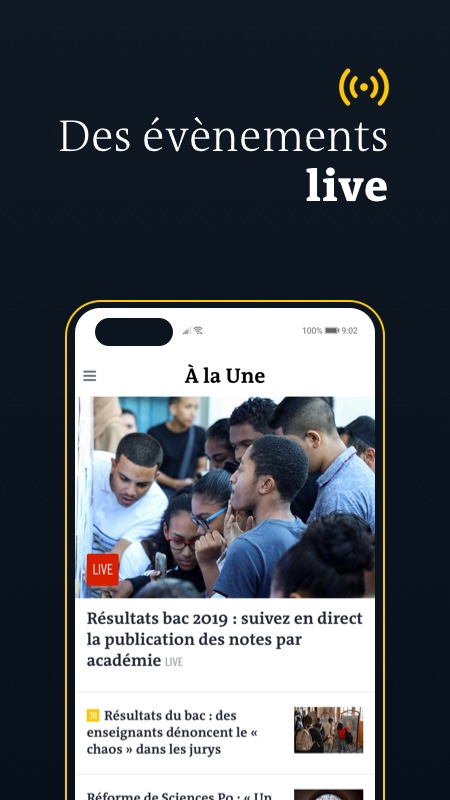 Des évènements
live
100% 9:02
À la Une
LIVE
Résultats bac 2019 : suivez en direct
la publication des notes par
académie LIVE
Résultats du bac : des
enseignants dénoncent le «
chaos » dans les jurys
Réforme de Sciences Po : « Un